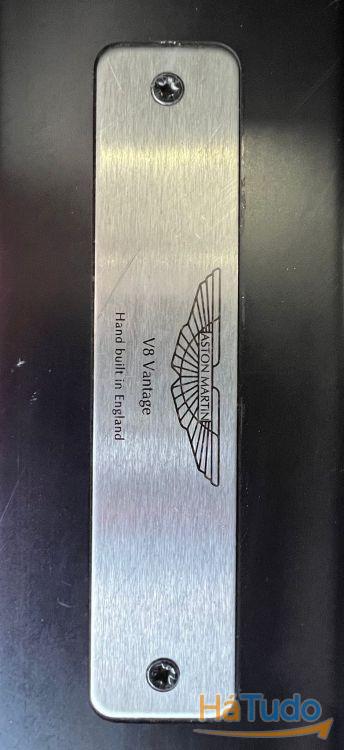 ASTON MARTIN
V8 Vantage
Hand built in England
HáTudo